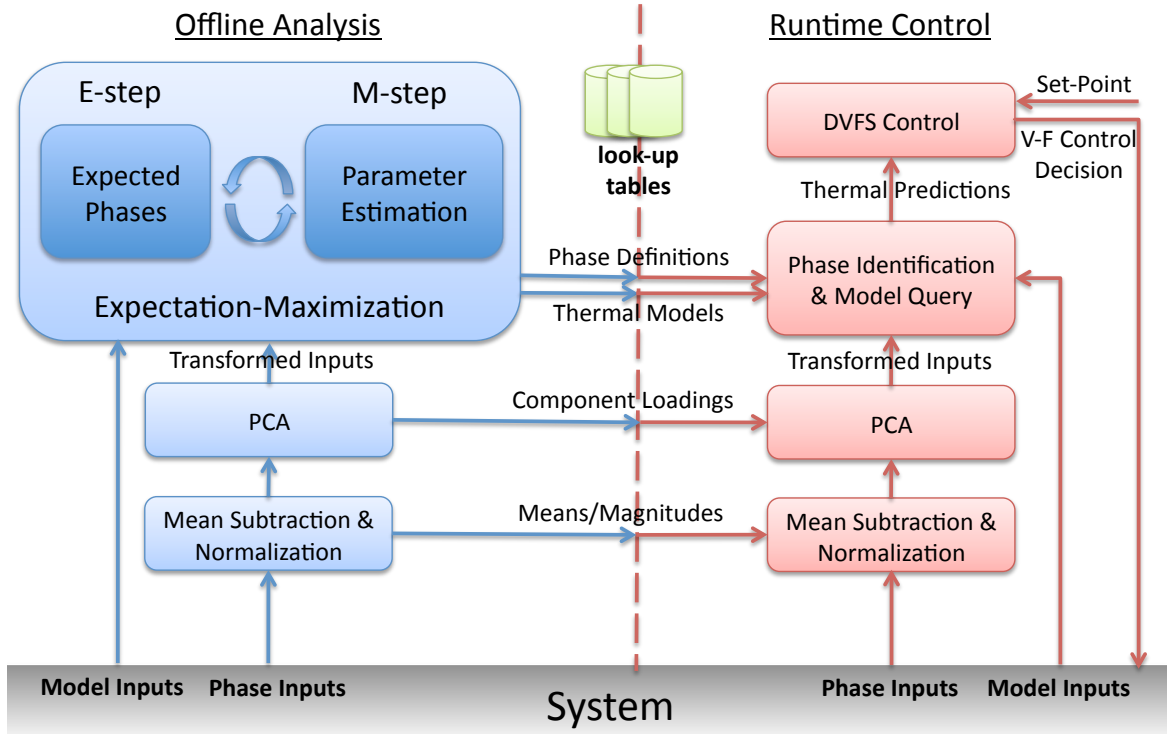 Offline Analysis
Runtime Control
E-step
M-step
Expected
Phases
Parameter
Estimation
Expectation-Maximization
look-up
tables
Set-Point
DVFS Control
V-F Control
Decision
Thermal Predictions
Phase Definitions
Thermal Models
Phase Identification
& Model Query
Transformed Inputs
Transformed Inputs
PCA
Component Loadings
PCA
Mean Subtraction &
Normalization
Means/Magnitudes
Mean Subtraction &
Normalization
Model Inputs
Phase Inputs
System
Phase Inputs
Model Inputs